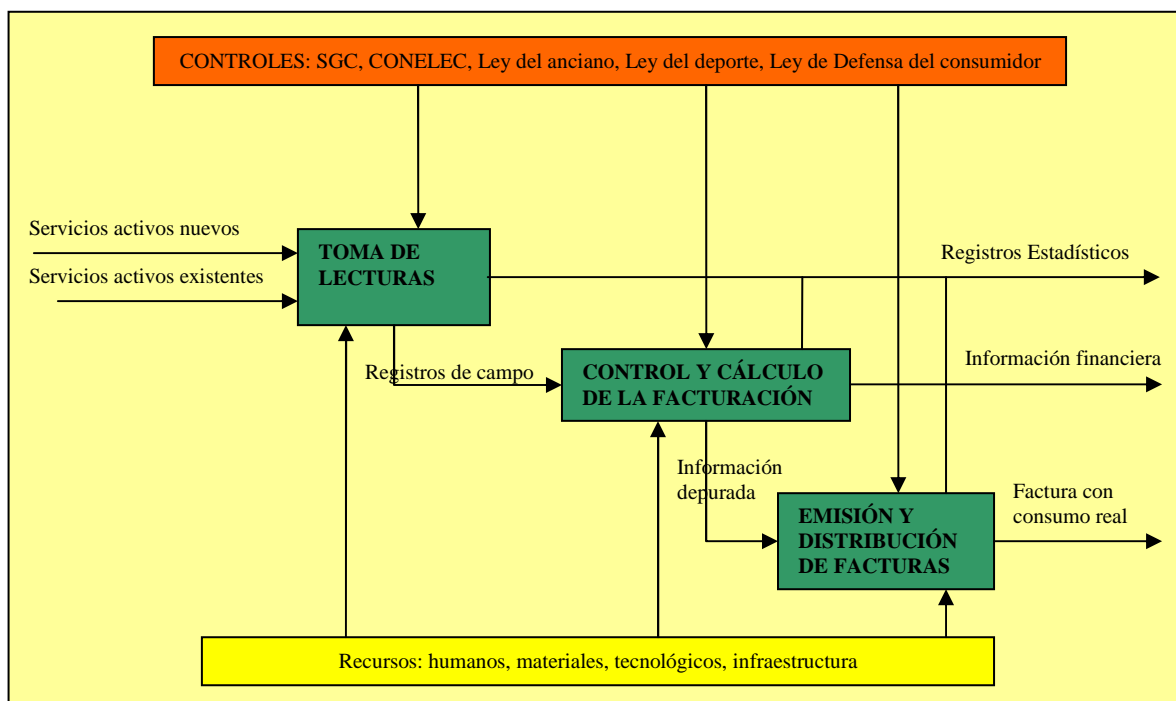 CONTROLES: SGC, CONELEC, Ley del anciano, Ley del deporte, Ley de Defensa del consumidor
Servicios activos nuevos
Servicios activos existentes
TOMA DE
LECTURAS
Registros Estadísticos
Registros de campo
CONTROL Y CÁLCULO
DE LA FACTURACIÓN
Información financiera
Información
depurada
EMISIÓN Y
DISTRIBUCIÓN
DE FACTURAS
Factura con
consumo real
Recursos: humanos, materiales, tecnológicos, infraestructura